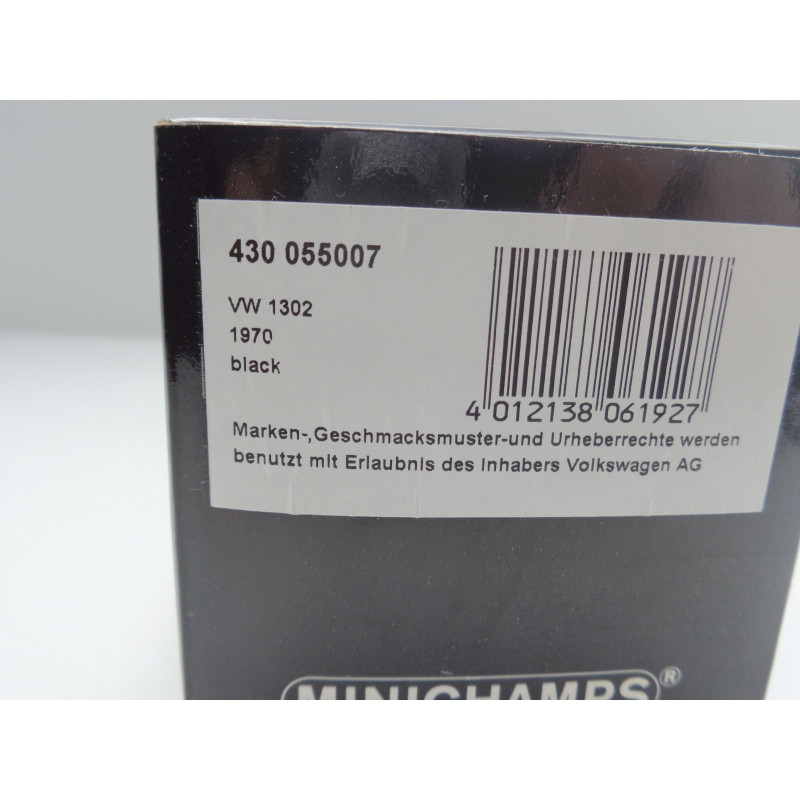 430 055007
VW 1302
1970
black
4 012138 061927
Marken-,Geschmacksmuster-und Urheberrechte werden
benutzt mit Erlaubnis des Inhabers Volkswagen AG
MINICHAMPS®